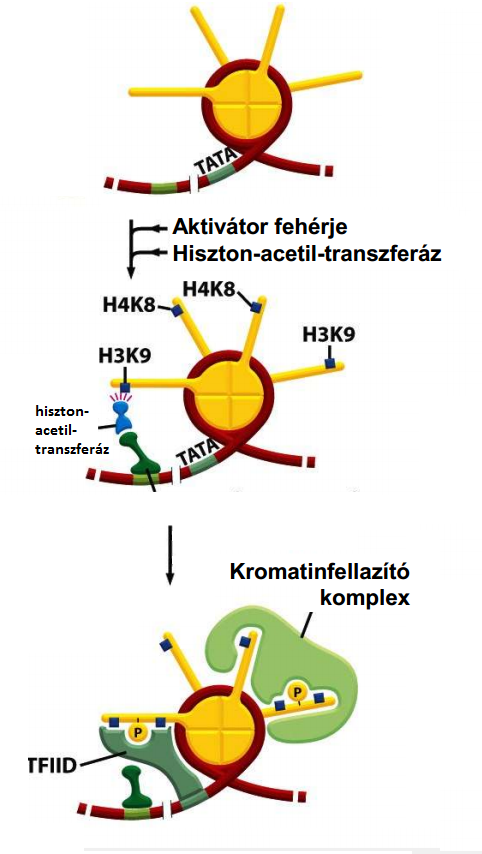 TATA
Aktivátor fehérje
Hiszton-acetil-transzferáz
H4K8
H4K8
H3K9
H3K9
hiszton-
acetil-
transzferáz
TATA
Kromatinfellazító
komplex
P
P
TFIID